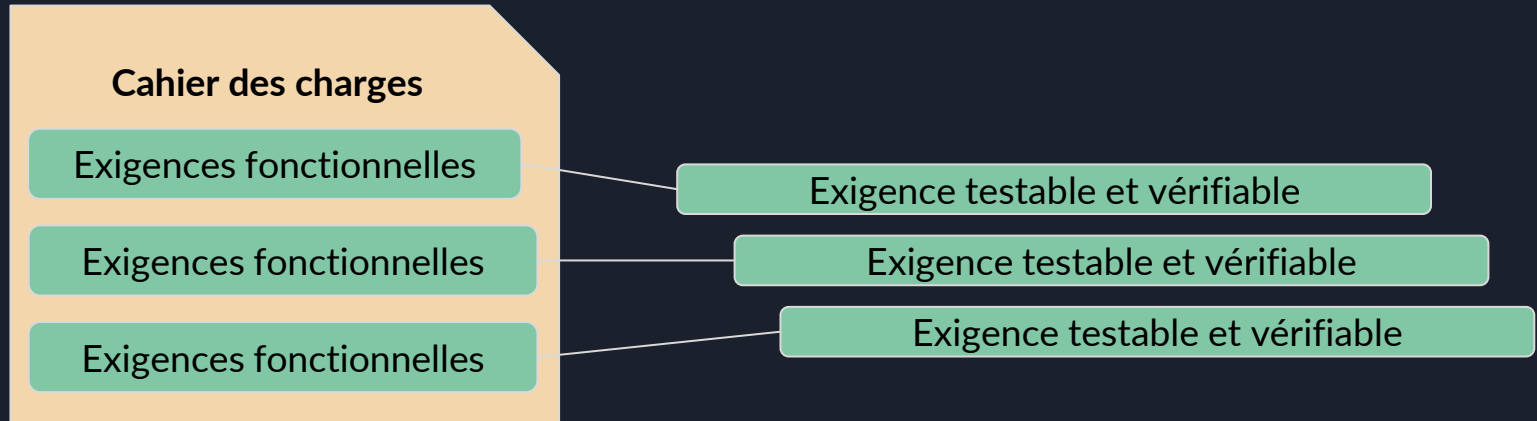 Cahier des charges
Exigences fonctionnelles
Exigence testable et vérifiable
Exigences fonctionnelles
Exigence testable et vérifiable
Exigences fonctionnelles
Exigence testable et vérifiable